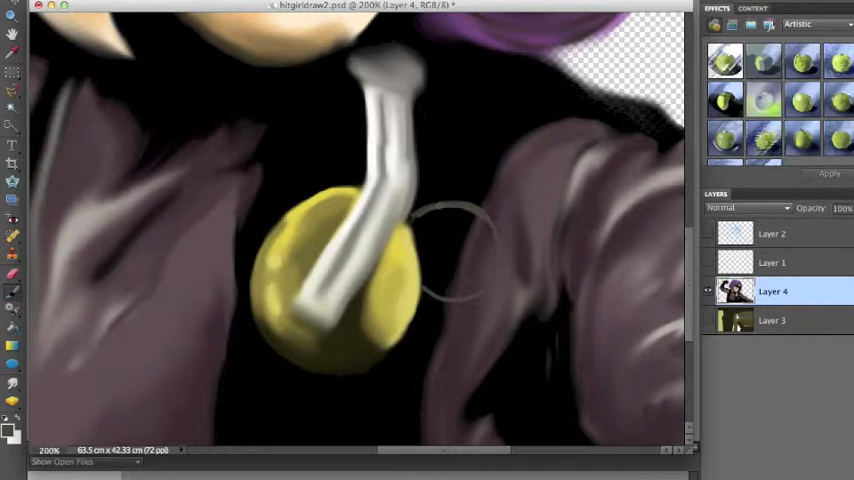 hitgirldraw2.psd @ 200% (Layer 4, RGB/8) *
EFFECTS CONTENT
Artistic
Apply
LAYERS
Normal Opacity: 100%
Layer 2
Layer 1
Layer 4
Layer 3
200% 63.5 cm x 42.33 cm (72 ppi)
Show Open Files